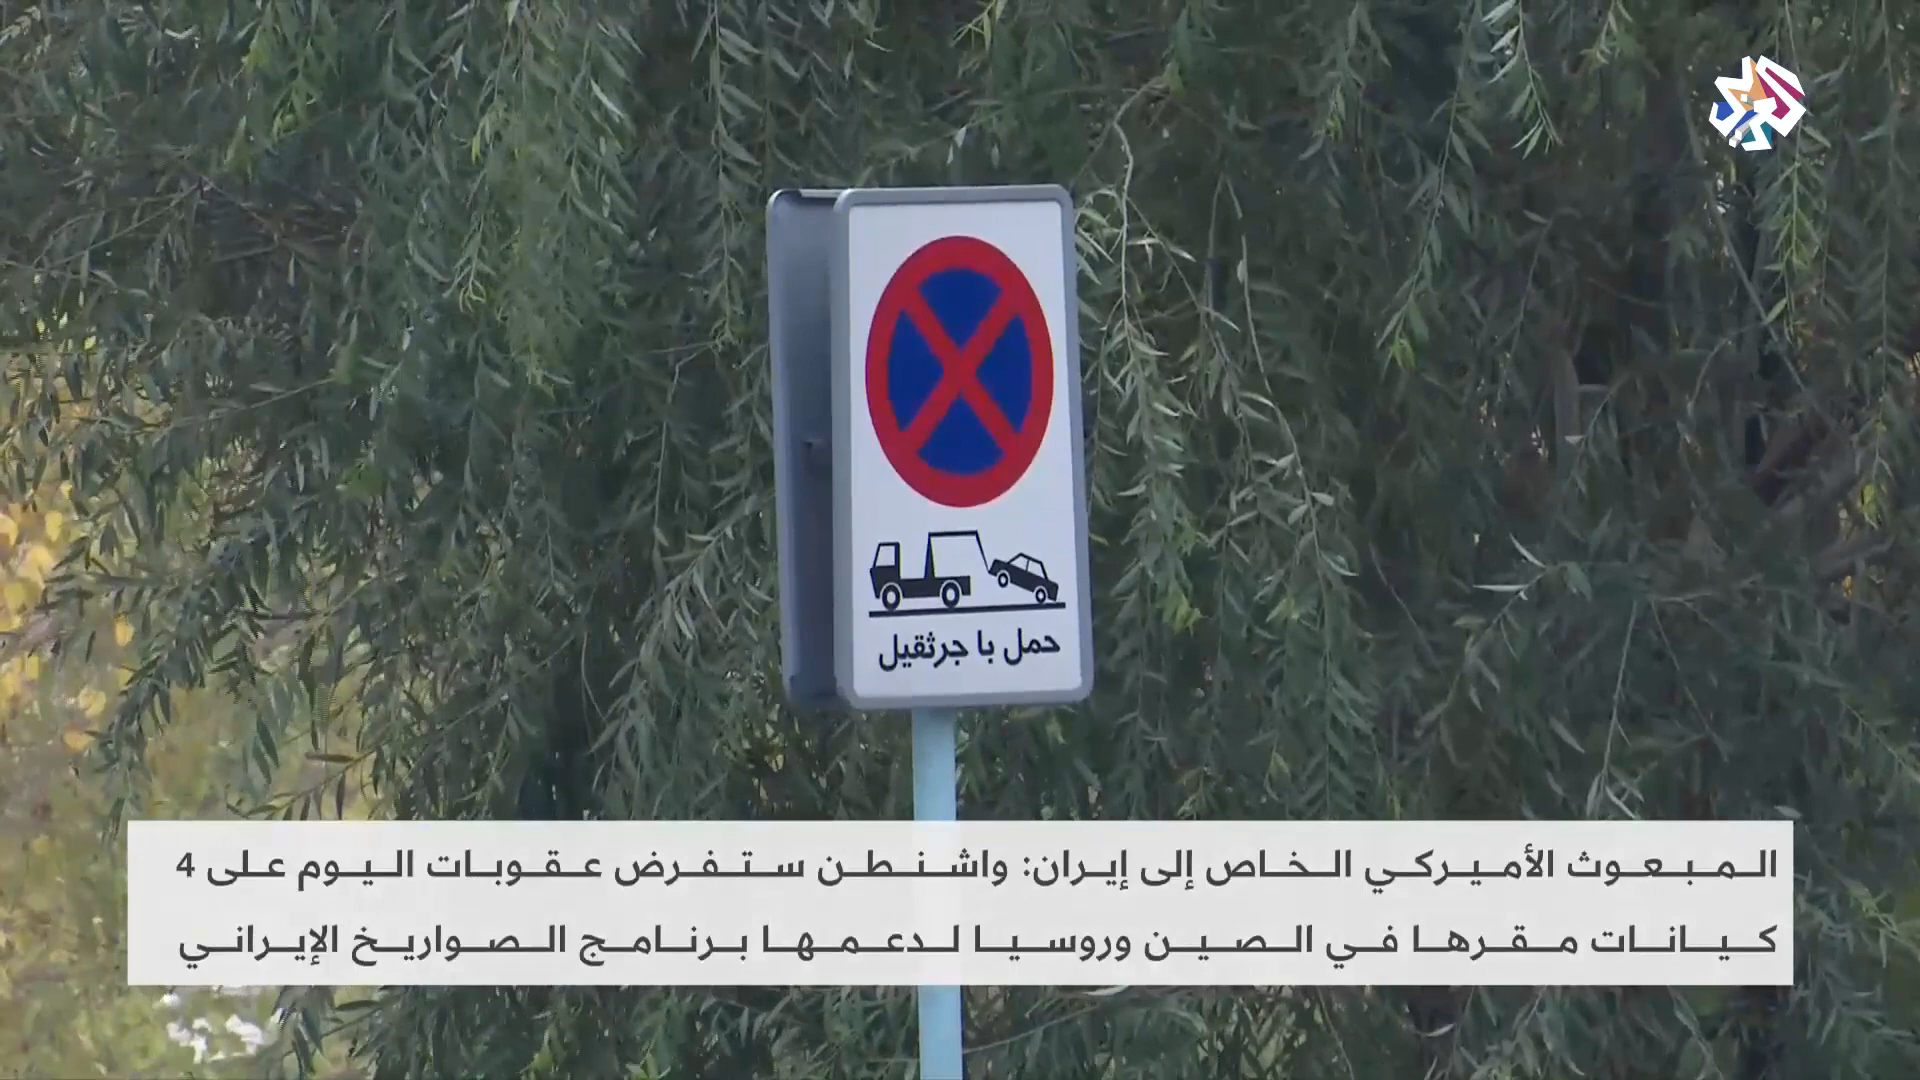 حمل با جرثقیل
المبعوث الأميركي الخاص إلى إيران: واشنطن ستفرض عقوبات اليوم على 4
كيانات مقرها في الصين وروسيا لدعمها برنامج الصواريخ الإيراني